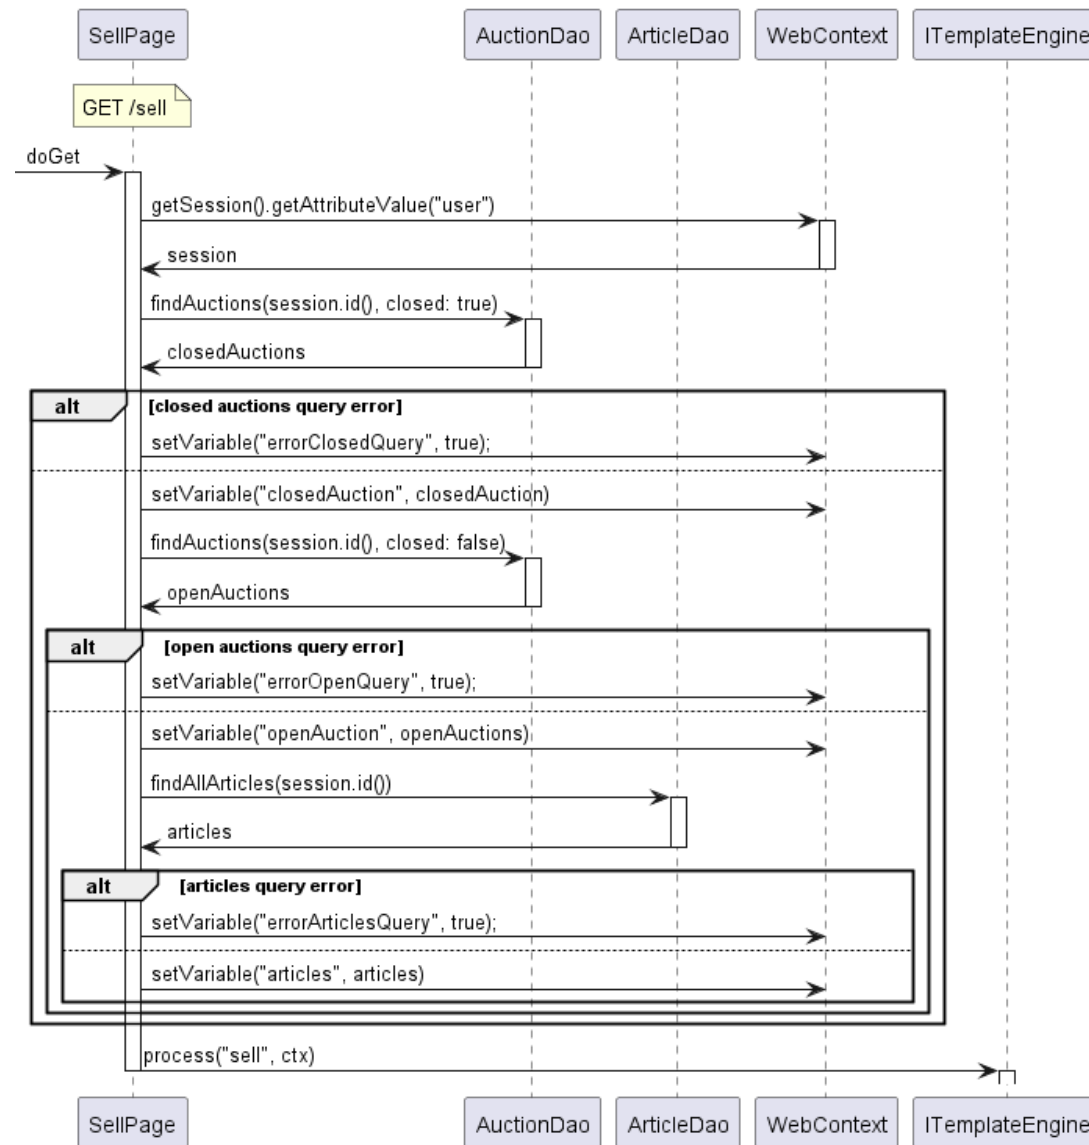 SellPage AuctionDao ArticleDao WebContext ITemplateEngine
GET /sell
doGet
getSession().getAttributeValue("user")
session
findAuctions(session.id(), closed: true)
closedAuctions
alt [closed auctions query error]
setVariable("errorClosedQuery", true);
setVariable("closedAuction", closedAuction)
findAuctions(session.id(), closed: false)
openAuctions
alt [open auctions query error]
setVariable("errorOpenQuery", true);
setVariable("openAuction", openAuctions)
findAllArticles(session.id())
articles
alt [articles query error]
setVariable("errorArticlesQuery", true);
setVariable("articles", articles)
process("sell", ctx)
SellPage AuctionDao ArticleDao WebContext ITemplateEngine